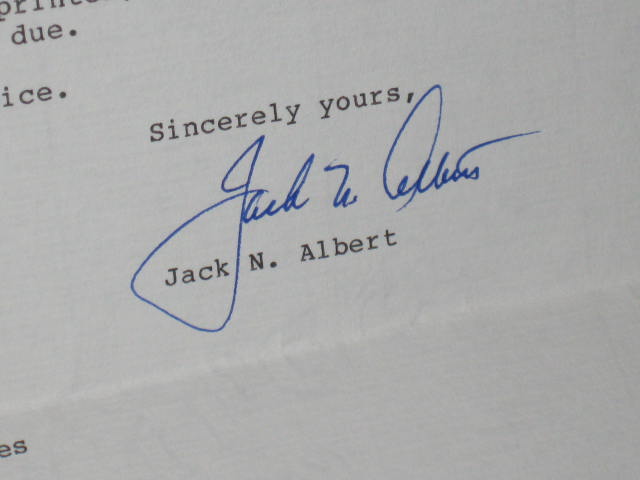 due.
ice.
Sincerely yours,
Jack N. Albert
Jack N. Albert
es